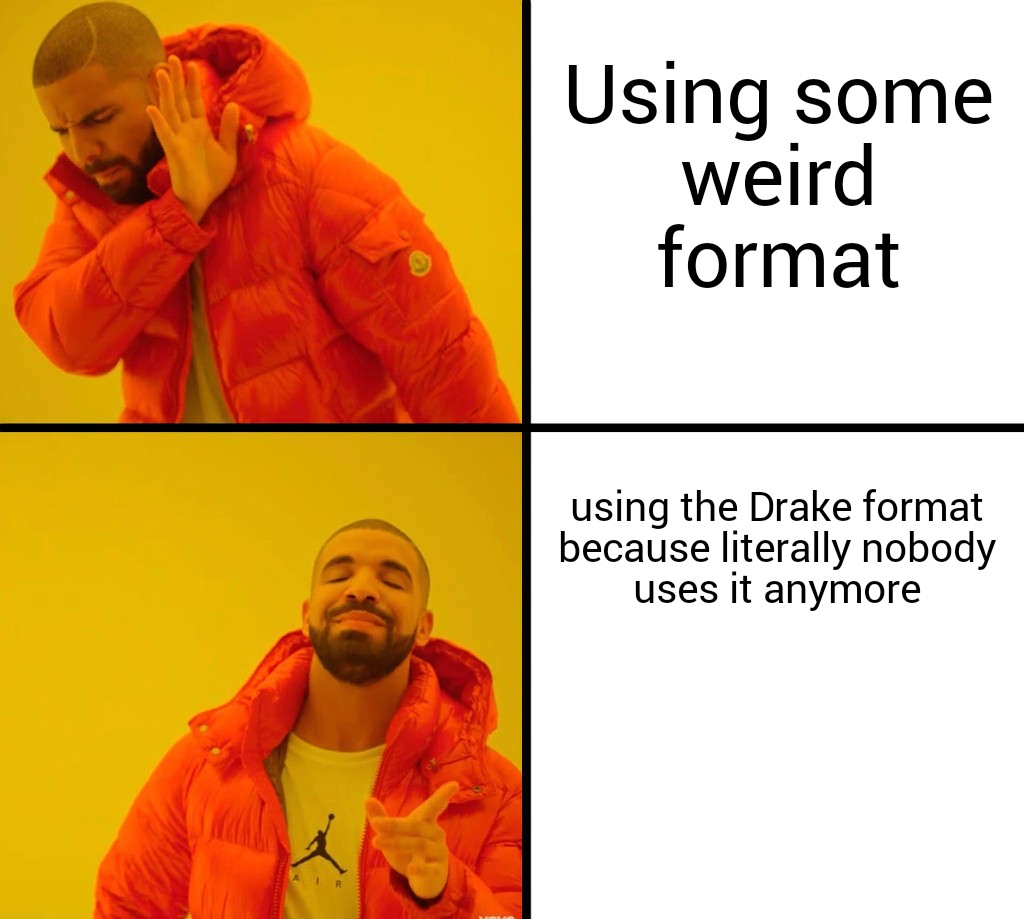 Using some
weird
format
using the Drake format
because literally nobody
uses it anymore
AIR